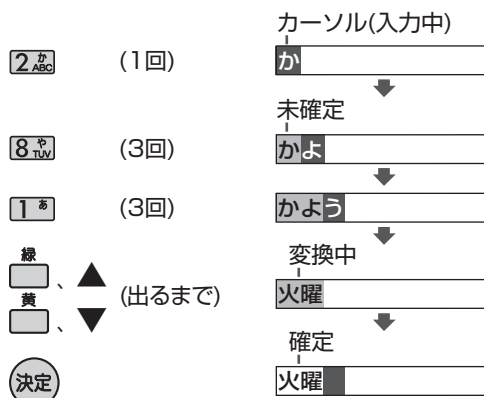 カーソル(入力中)
2 か ABC (1回) か
未確定
8 や TUV (3回) かよ
1 あ (3回) かよう
変換中
緑 、▲
黄 、▼ (出るまで) 火曜
確定
決定 火曜